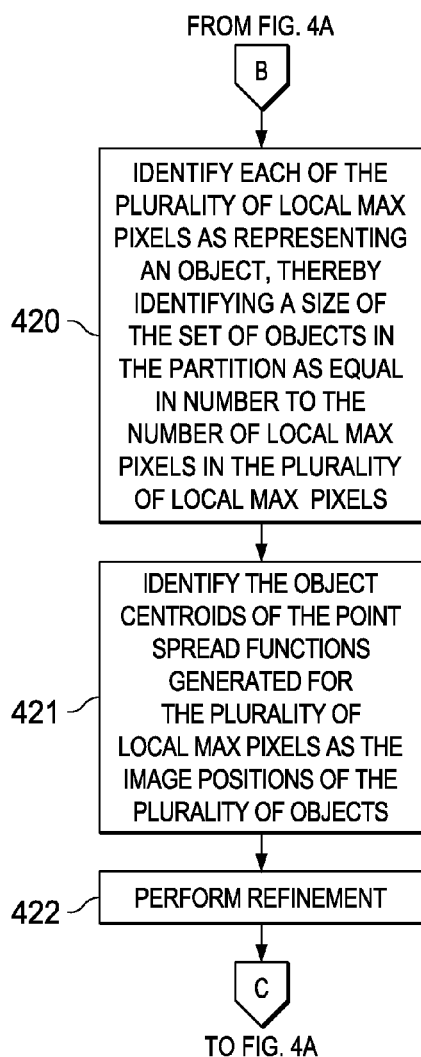 FROM FIG. 4A
B
IDENTIFY EACH OF THE
PLURALITY OF LOCAL MAX
PIXELS AS REPRESENTING
AN OBJECT, THEREBY
IDENTIFYING A SIZE OF
THE SET OF OBJECTS IN
THE PARTITION AS EQUAL
IN NUMBER TO THE
NUMBER OF LOCAL MAX
PIXELS IN THE PLURALITY
OF LOCAL MAX PIXELS
420
IDENTIFY THE OBJECT
CENTROIDS OF THE POINT
SPREAD FUNCTIONS
GENERATED FOR
THE PLURALITY OF
LOCAL MAX PIXELS AS THE
IMAGE POSITIONS OF THE
PLURALITY OF OBJECTS
421
PERFORM REFINEMENT
422
C
TO FIG. 4A